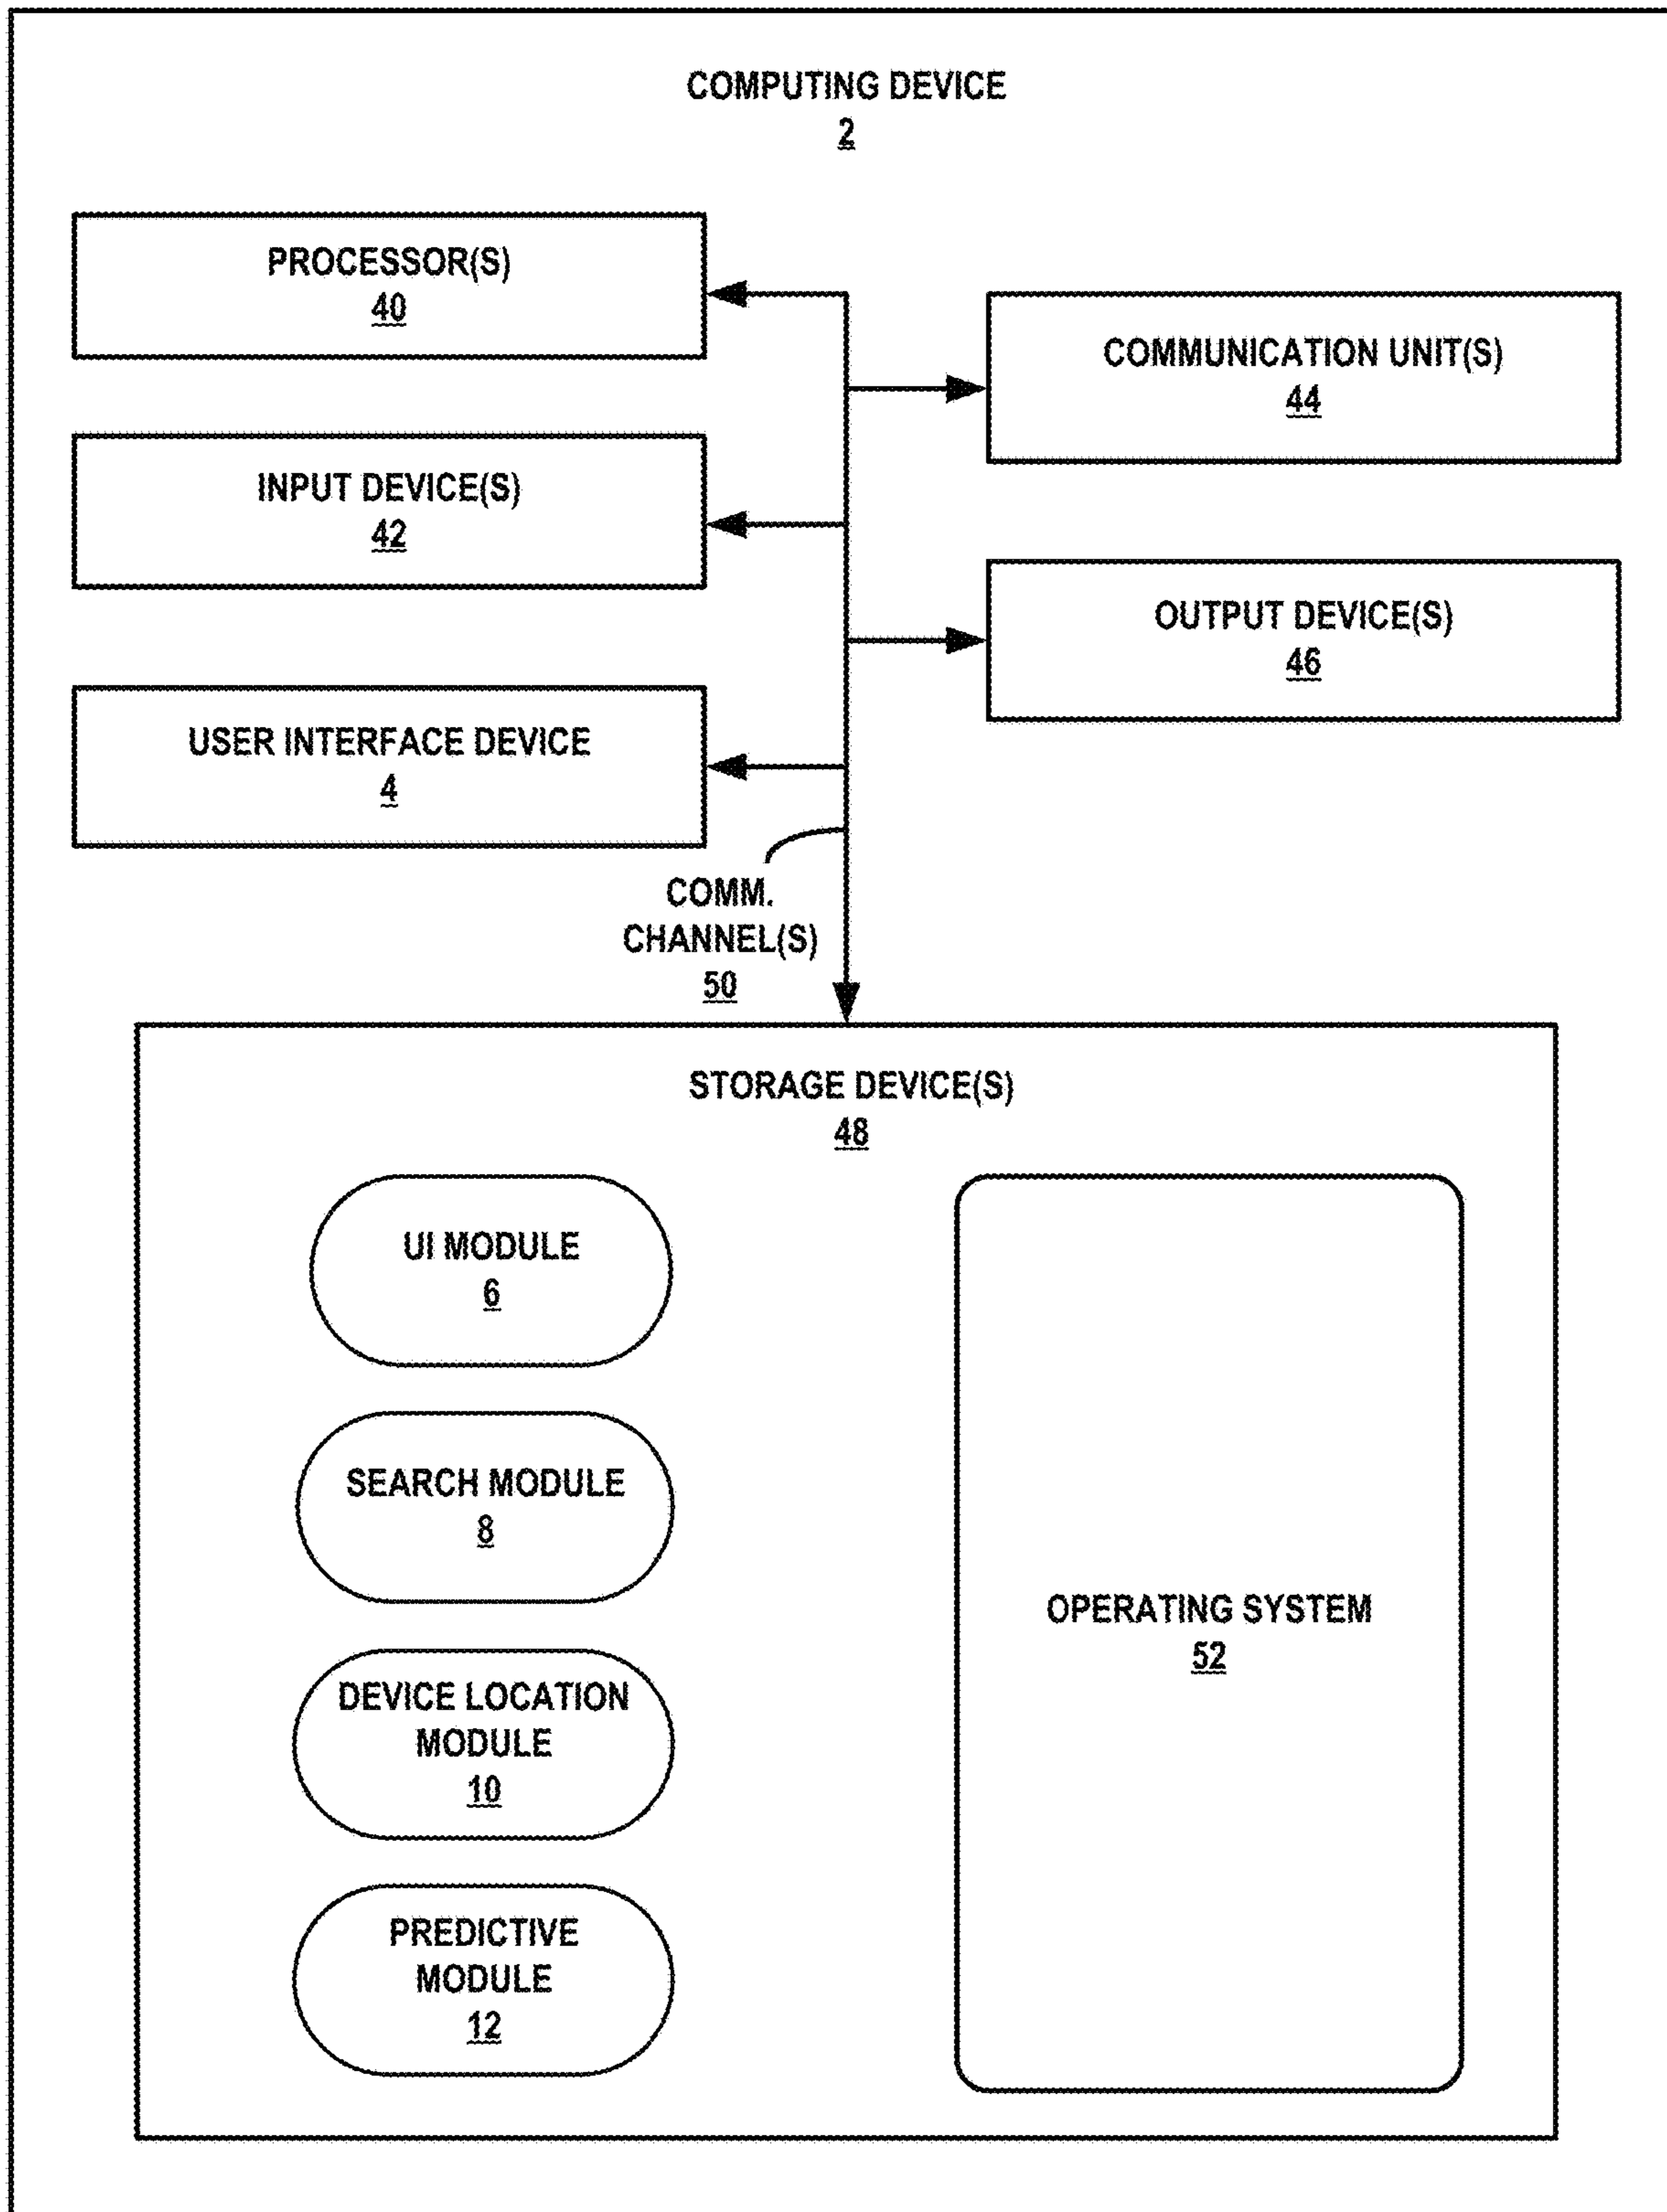 COMPUTING DEVICE
2
PROCESSOR(S)
40
COMMUNICATION UNIT(S)
44
INPUT DEVICE(S)
42
OUTPUT DEVICE(S)
46
USER INTERFACE DEVICE
4
COMM.
CHANNEL(S)
50
STORAGE DEVICE(S)
48
UI MODULE
6
SEARCH MODULE
8
DEVICE LOCATION
MODULE
10
PREDICTIVE
MODULE
12
OPERATING SYSTEM
52